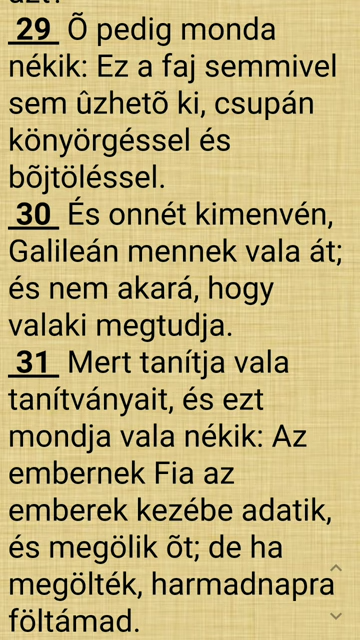 29 Õ pedig monda
nékik: Ez a faj semmivel
sem ûzhetõ ki, csupán
könyörgéssel és
bõjtöléssel.
30 És onnét kimenvén,
Galileán mennek vala át;
és nem akará, hogy
valaki megtudja.
31 Mert tanítja vala
tanítványait, és ezt
mondja vala nékik: Az
embernek Fia az
emberek kezébe adatik,
és megölik õt; de ha
megölték, harmadnapra
föltámad.